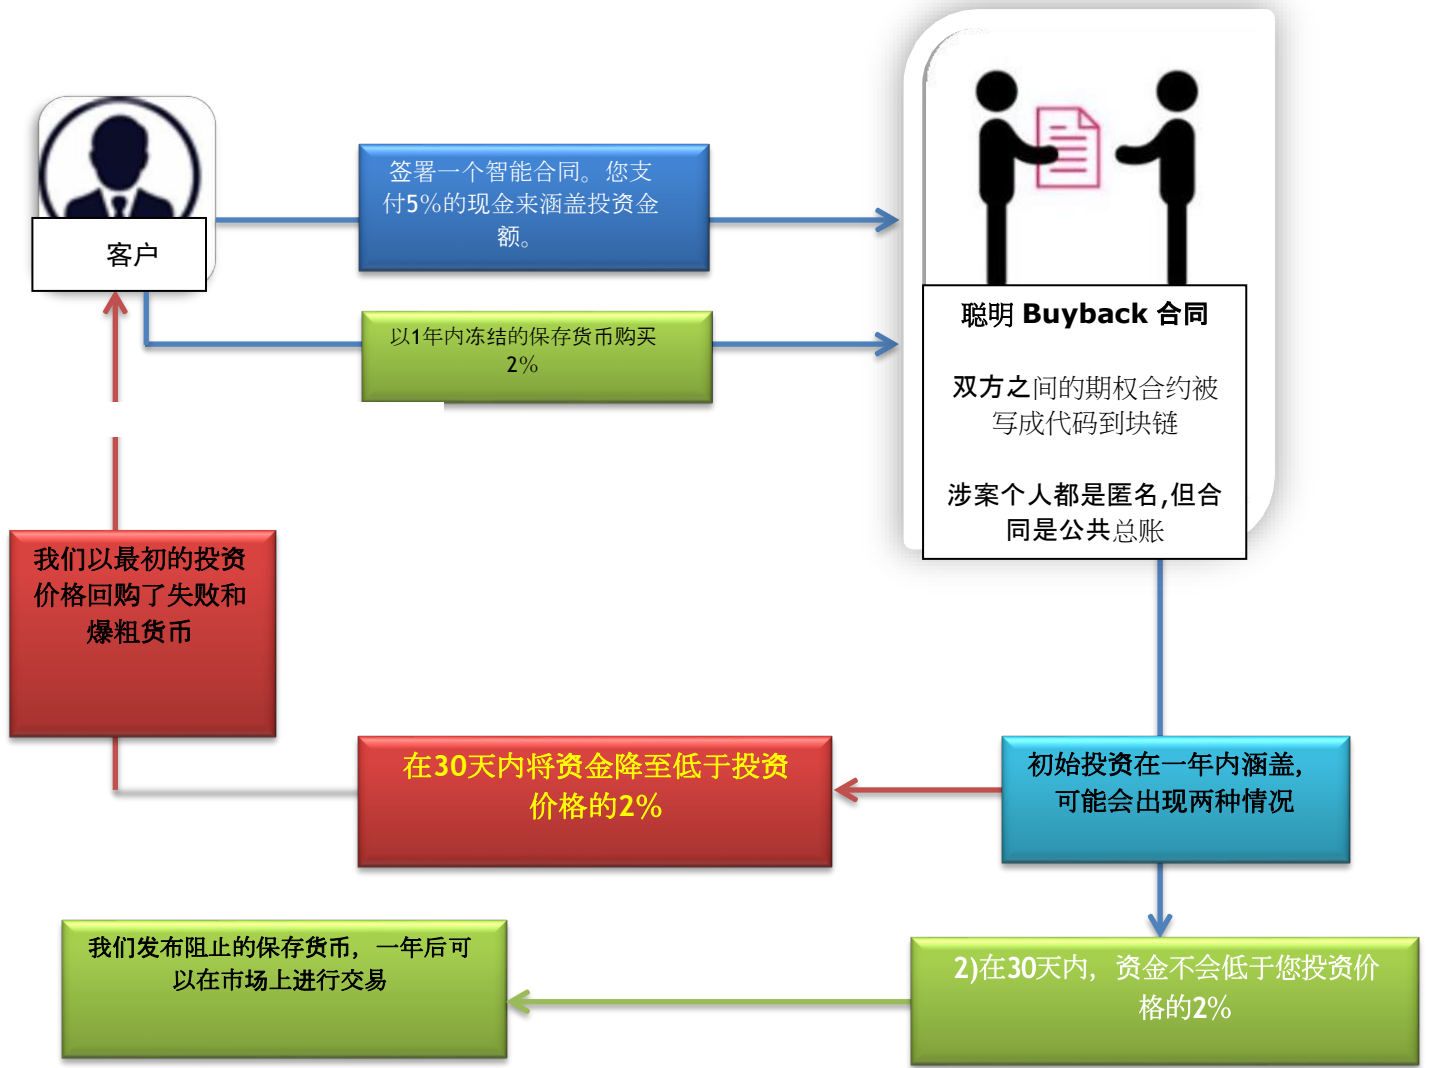 签署一个智能合同。您支
付5%的现金来涵盖投资金
额。
客户
以1年内冻结的保存货币购买
2%
聪明 Buyback 合同
双方之间的期权合约被
写成代码到块链
涉案个人都是匿名,但合
同是公共总账
我们以最初的投资
价格回购了失败和
爆粗货币
在30天内将资金降至低于投资
价格的2%
初始投资在一年内涵盖，
可能会出现两种情况
我们发布阻止的保存货币，一年后可
以在市场上进行交易
2)在30天内，资金不会低于您投资价
格的2%